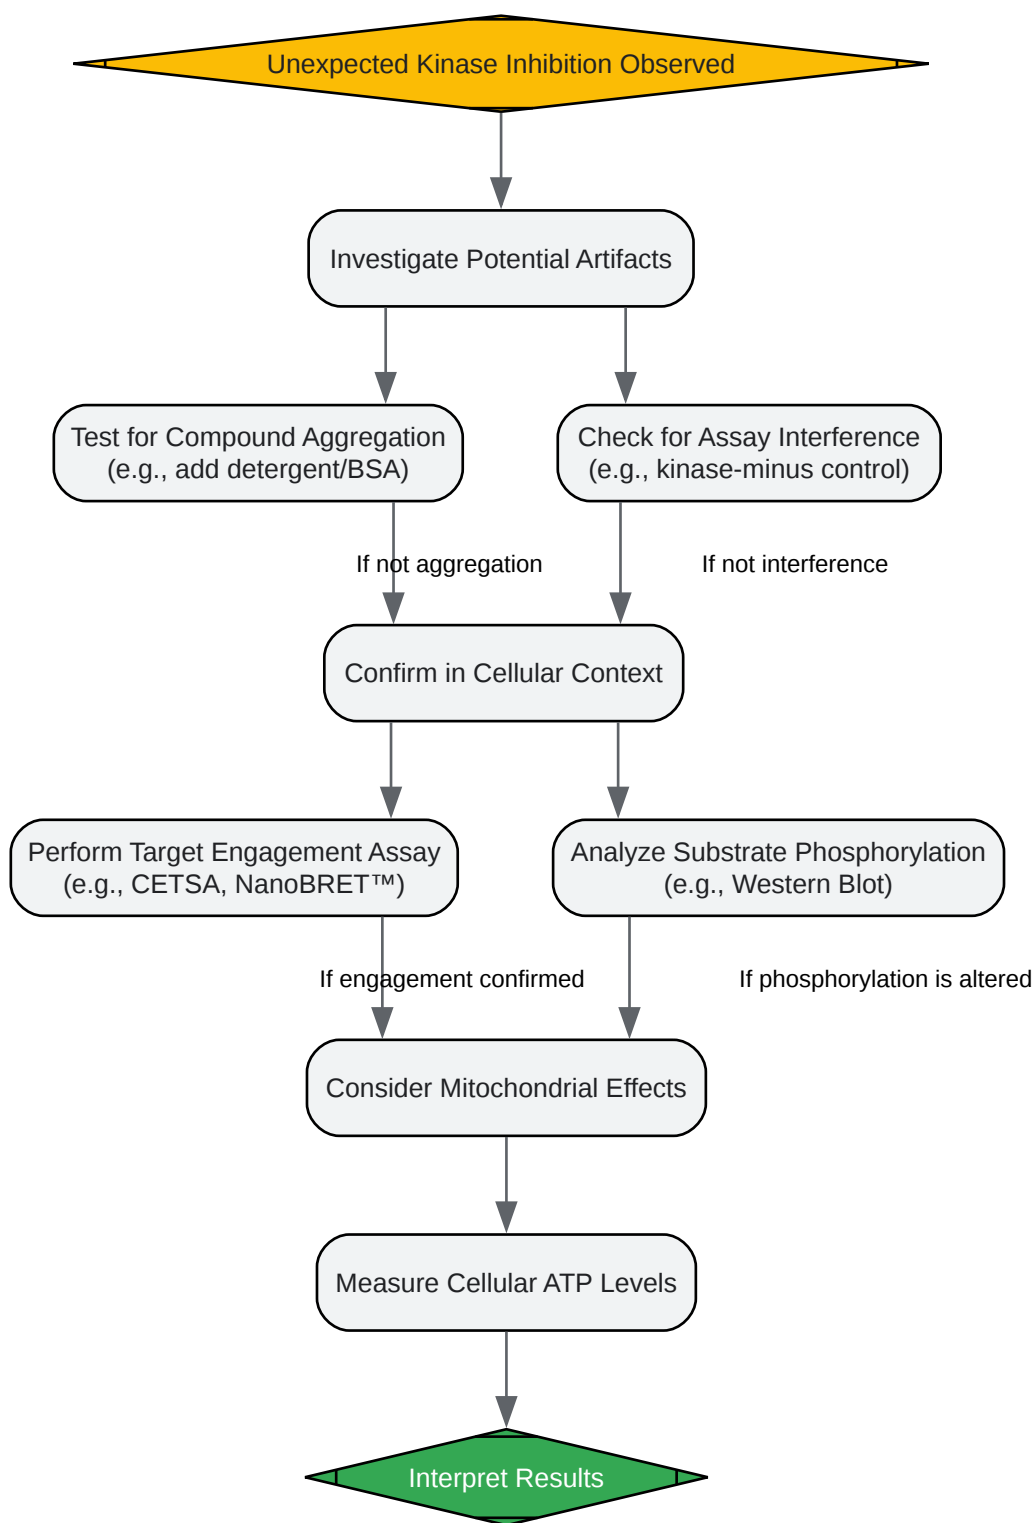 Unexpected Kinase Inhibition Observed
Investigate Potential Artifacts
Test for Compound Aggregation
(e.g., add detergent/BSA)
Check for Assay Interference
(e.g., kinase-minus control)
If not aggregation
If not interference
Confirm in Cellular Context
Perform Target Engagement Assay
(e.g., CETSA, NanoBRET™)
Analyze Substrate Phosphorylation
(e.g., Western Blot)
If engagement confirmed
If phosphorylation is altered
Consider Mitochondrial Effects
Measure Cellular ATP Levels
Interpret Results